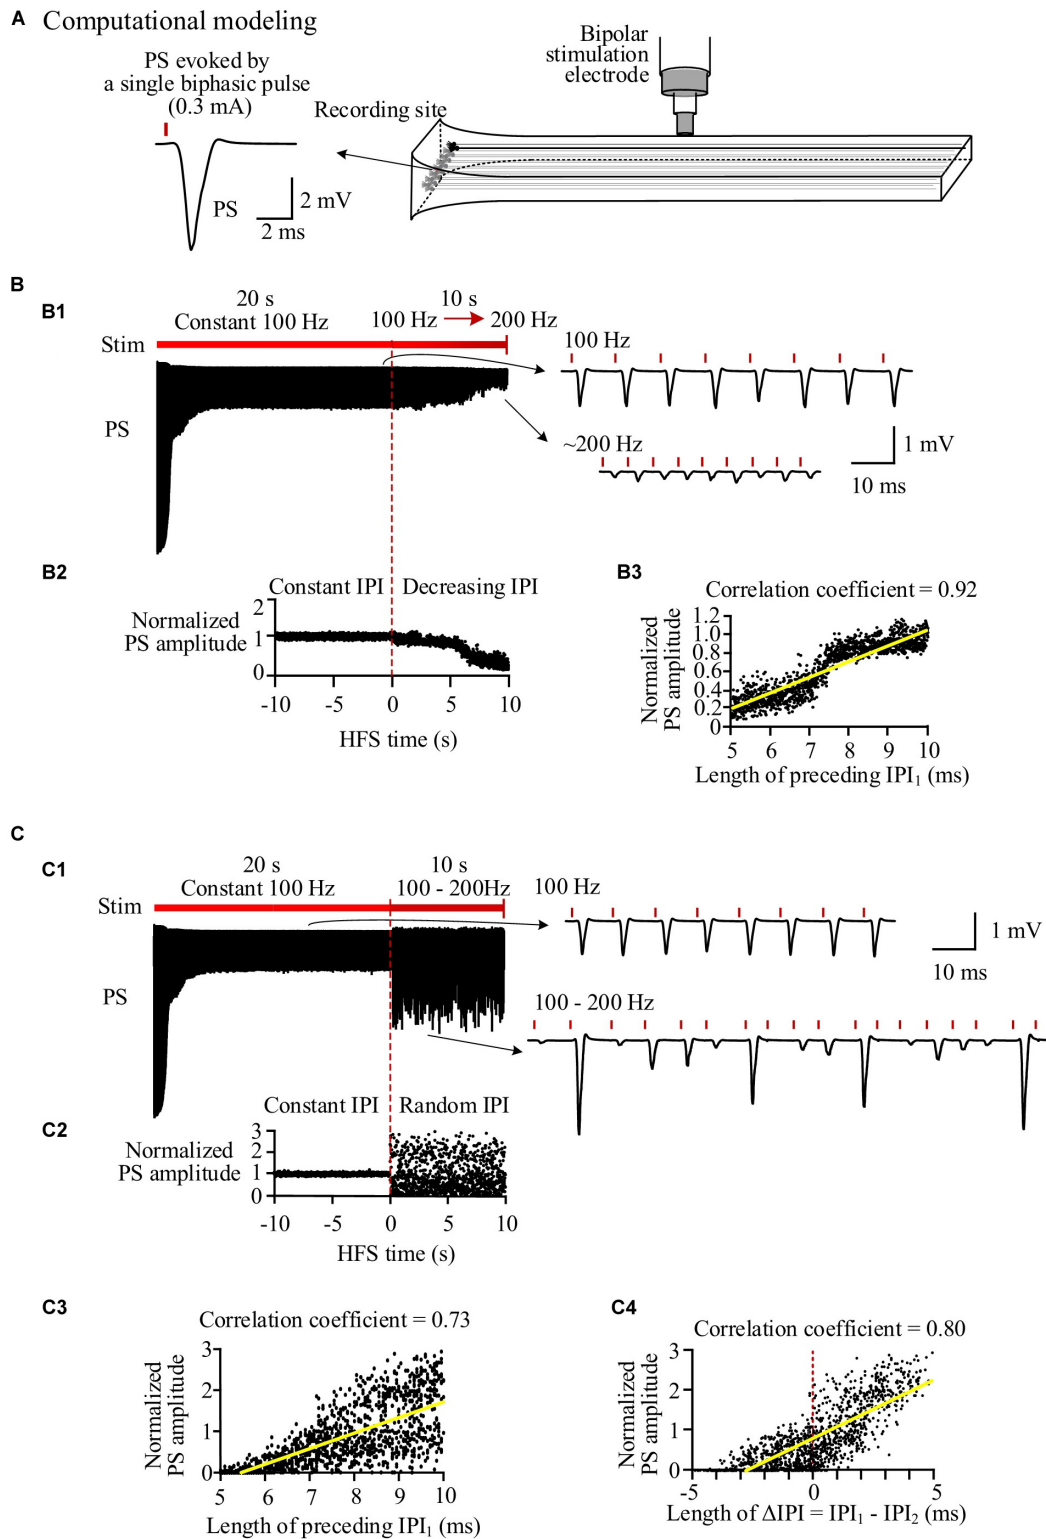 A Computational modeling
PS evoked by
a single biphasic pulse
(0.3 mA)
Recording site
Bipolar
stimulation
electrode
PS
2 mV
2 ms
B
B1
20 s
Constant 100 Hz
10 s
100 Hz
200 Hz
Stim
PS
100 Hz
~200 Hz
1 mV
10 ms
B2
Constant IPI
Decreasing IPI
Normalized
PS amplitude
2
1
0
-10 -5 0 5 10
HFS time (s)
B3
Correlation coefficient = 0.92
Normalized
PS amplitude
1.2
1.0
0.8
0.6
0.4
0.2
0
5 6 7 8 9 10
Length of preceding IPI₁ (ms)
C
C1
20 s
Constant 100 Hz
10 s
100 - 200Hz
Stim
PS
100 Hz
1 mV
10 ms
100 - 200 Hz
C2
Constant IPI
Random IPI
Normalized
PS amplitude
3
2
1
0
-10 -5 0 5 10
HFS time (s)
C3
Correlation coefficient = 0.73
Normalized
PS amplitude
3
2
1
0
5 6 7 8 9 10
Length of preceding IPI₁ (ms)
C4
Correlation coefficient = 0.80
Normalized
PS amplitude
3
2
1
0
-5 0 5
Length of ΔIPI = IPI₁ - IPI₂ (ms)